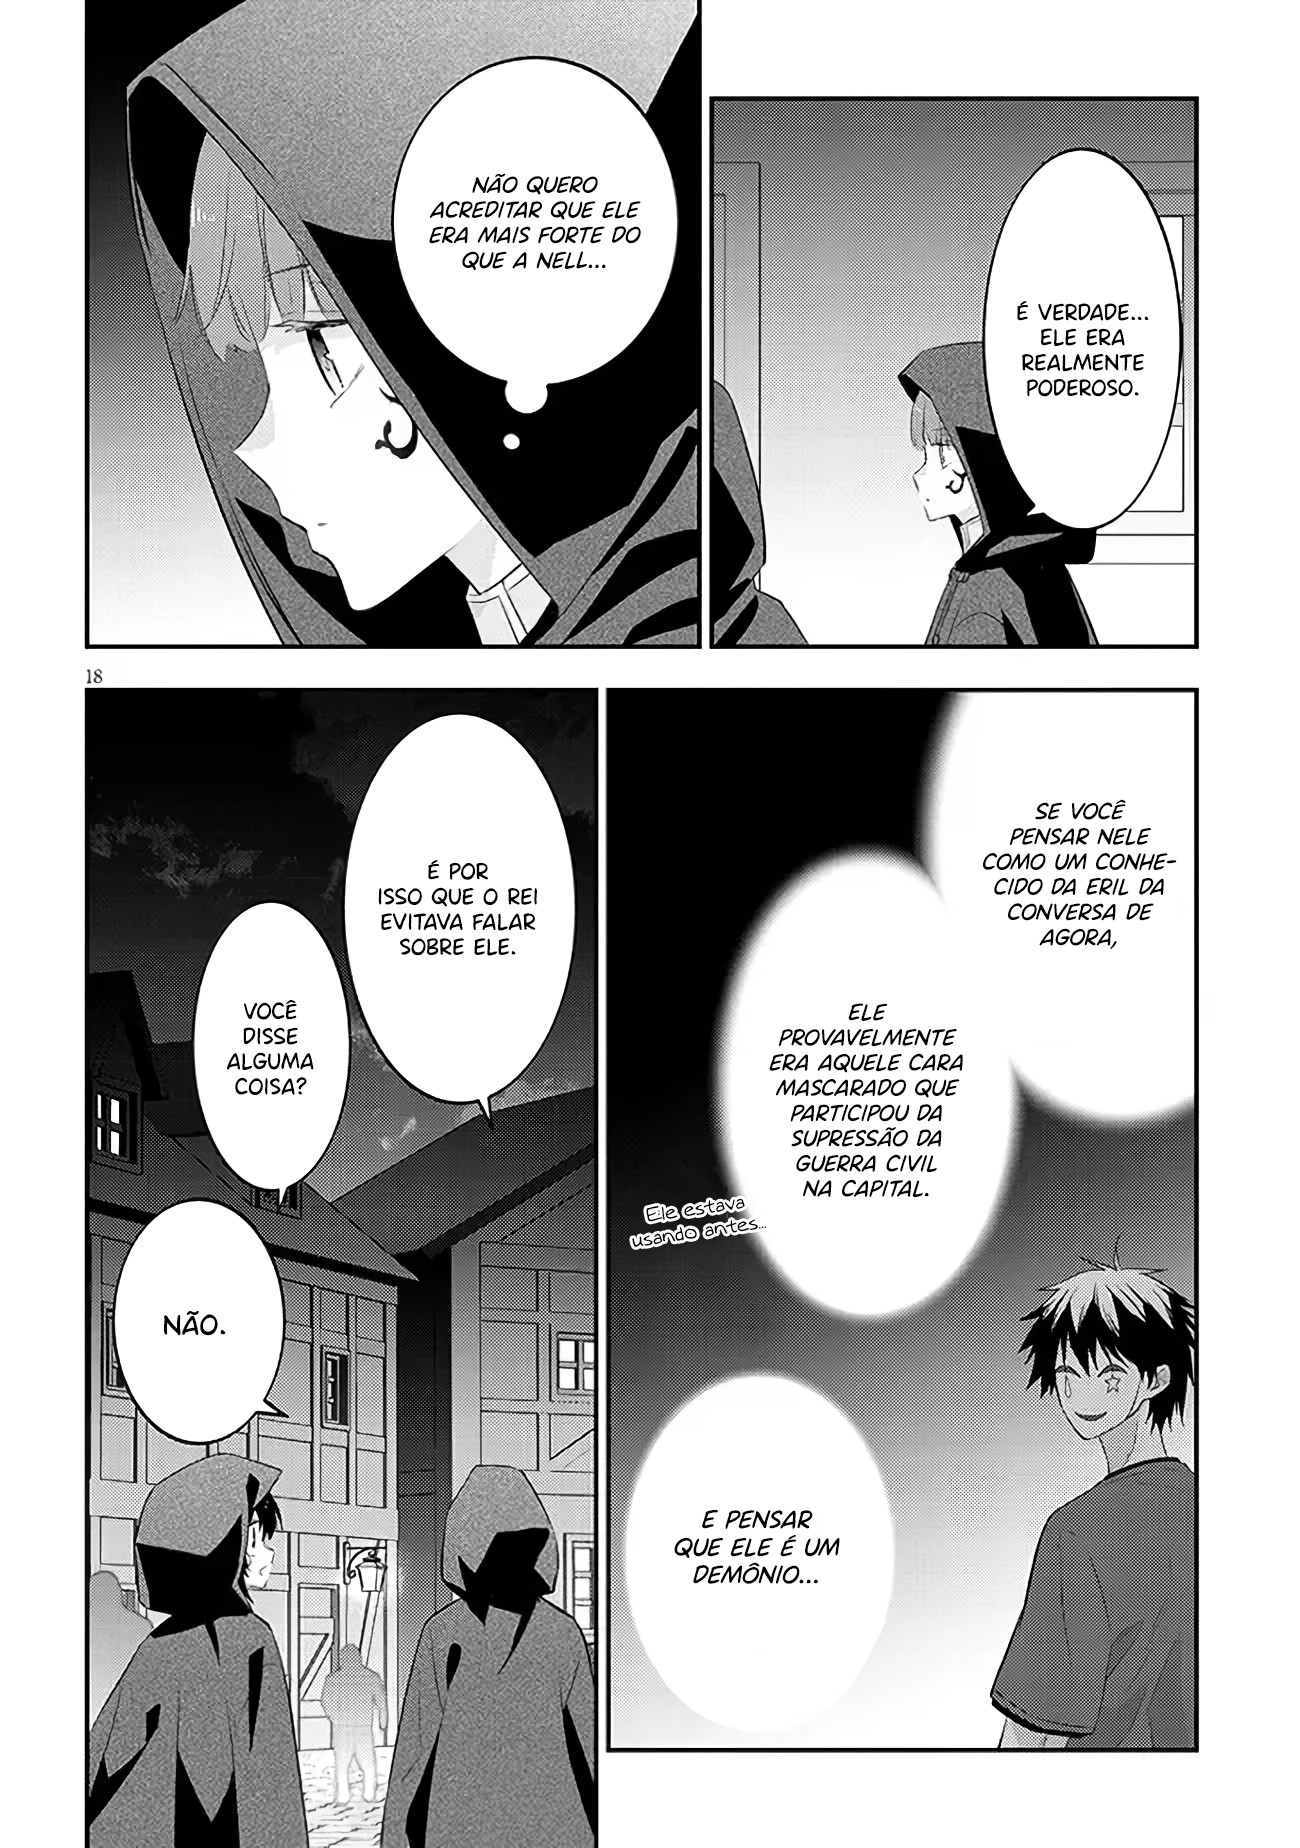 É VERDADE...
ELE ERA
REALMENTE
PODEROSO.
NÃO QUERO
ACREDITAR QUE ELE
ERA MAIS FORTE DO
QUE A NELL...
18
SE VOCÊ
PENSAR NELE
COMO UM CONHE-
CIDO DA ERIL DA
CONVERSA DE
AGORA,
ELE
PROVAVELMENTE
ERA AQUELE CARA
MASCARADO QUE
PARTICIPOU DA
SUPRESSÃO DA
GUERRA CIVIL
NA CAPITAL.
Ele estava
usando antes...
E PENSAR
QUE ELE É UM
DEMÔNIO...
É POR
ISSO QUE O REI
EVITAVA FALAR
SOBRE ELE.
VOCÊ
DISSE
ALGUMA
COISA?
NÃO.